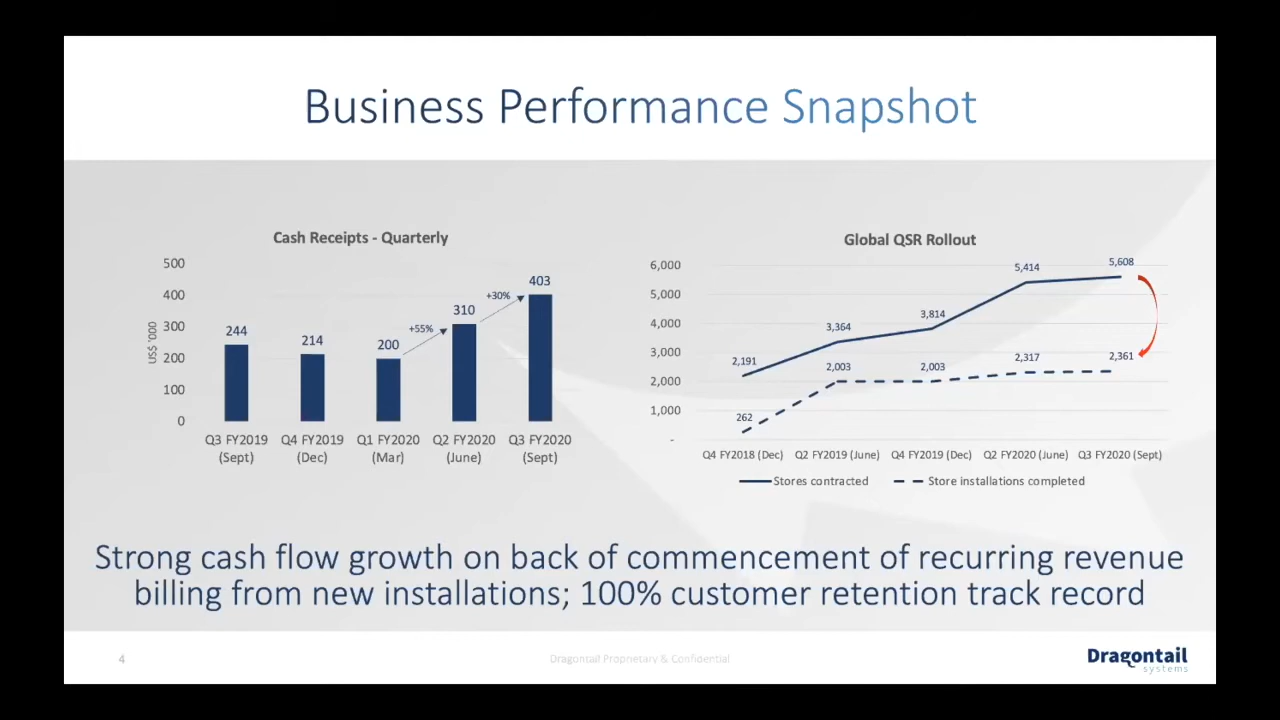 Business Performance Snapshot
Cash Receipts - Quarterly
US$ '000
500
400
300
200
100
0
244
214
200
310
403
+55%
+30%
Q3 FY2019
(Sept)
Q4 FY2019
(Dec)
Q1 FY2020
(Mar)
Q2 FY2020
(June)
Q3 FY2020
(Sept)
Global QSR Rollout
6,000
5,000
4,000
3,000
2,000
1,000
-
2,191
3,364
3,814
5,414
5,608
262
2,003
2,003
2,317
2,361
Q4 FY2018 (Dec)
Q2 FY2019 (June)
Q4 FY2019 (Dec)
Q2 FY2020 (June)
Q3 FY2020 (Sept)
Stores contracted
Store installations completed
Strong cash flow growth on back of commencement of recurring revenue
billing from new installations; 100% customer retention track record
4
Dragontail Proprietary & Confidential
Dragontail
systems